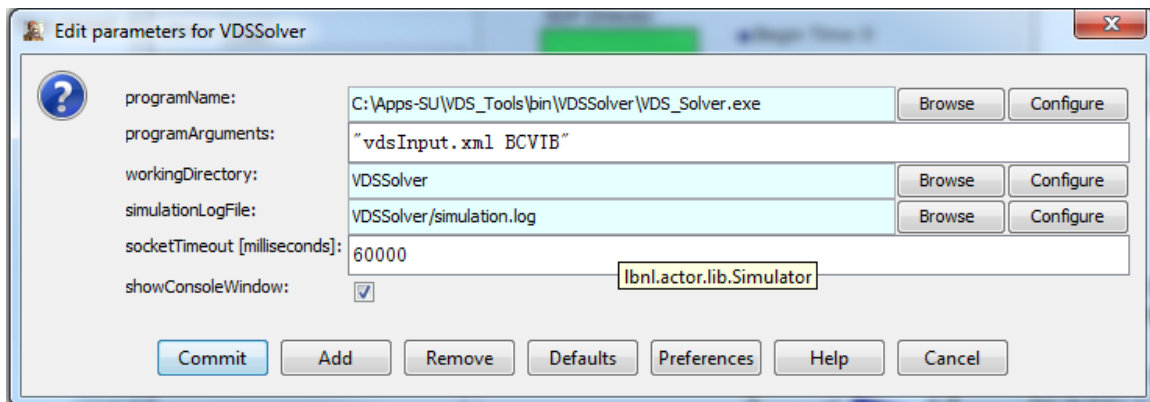 Edit parameters for VDSSolver
programName: C:\Apps-SU\VDS_Tools\bin\VDSSolver\VDS_Solver.exe Browse Configure
programArguments: "vdsInput.xml BCVIB"
workingDirectory: VDSSolver Browse Configure
simulationLogFile: VDSSolver/simulation.log Browse Configure
socketTimeout [milliseconds]: 60000
lbnl.actor.lib.Simulator
showConsoleWindow:
Commit Add Remove Defaults Preferences Help Cancel